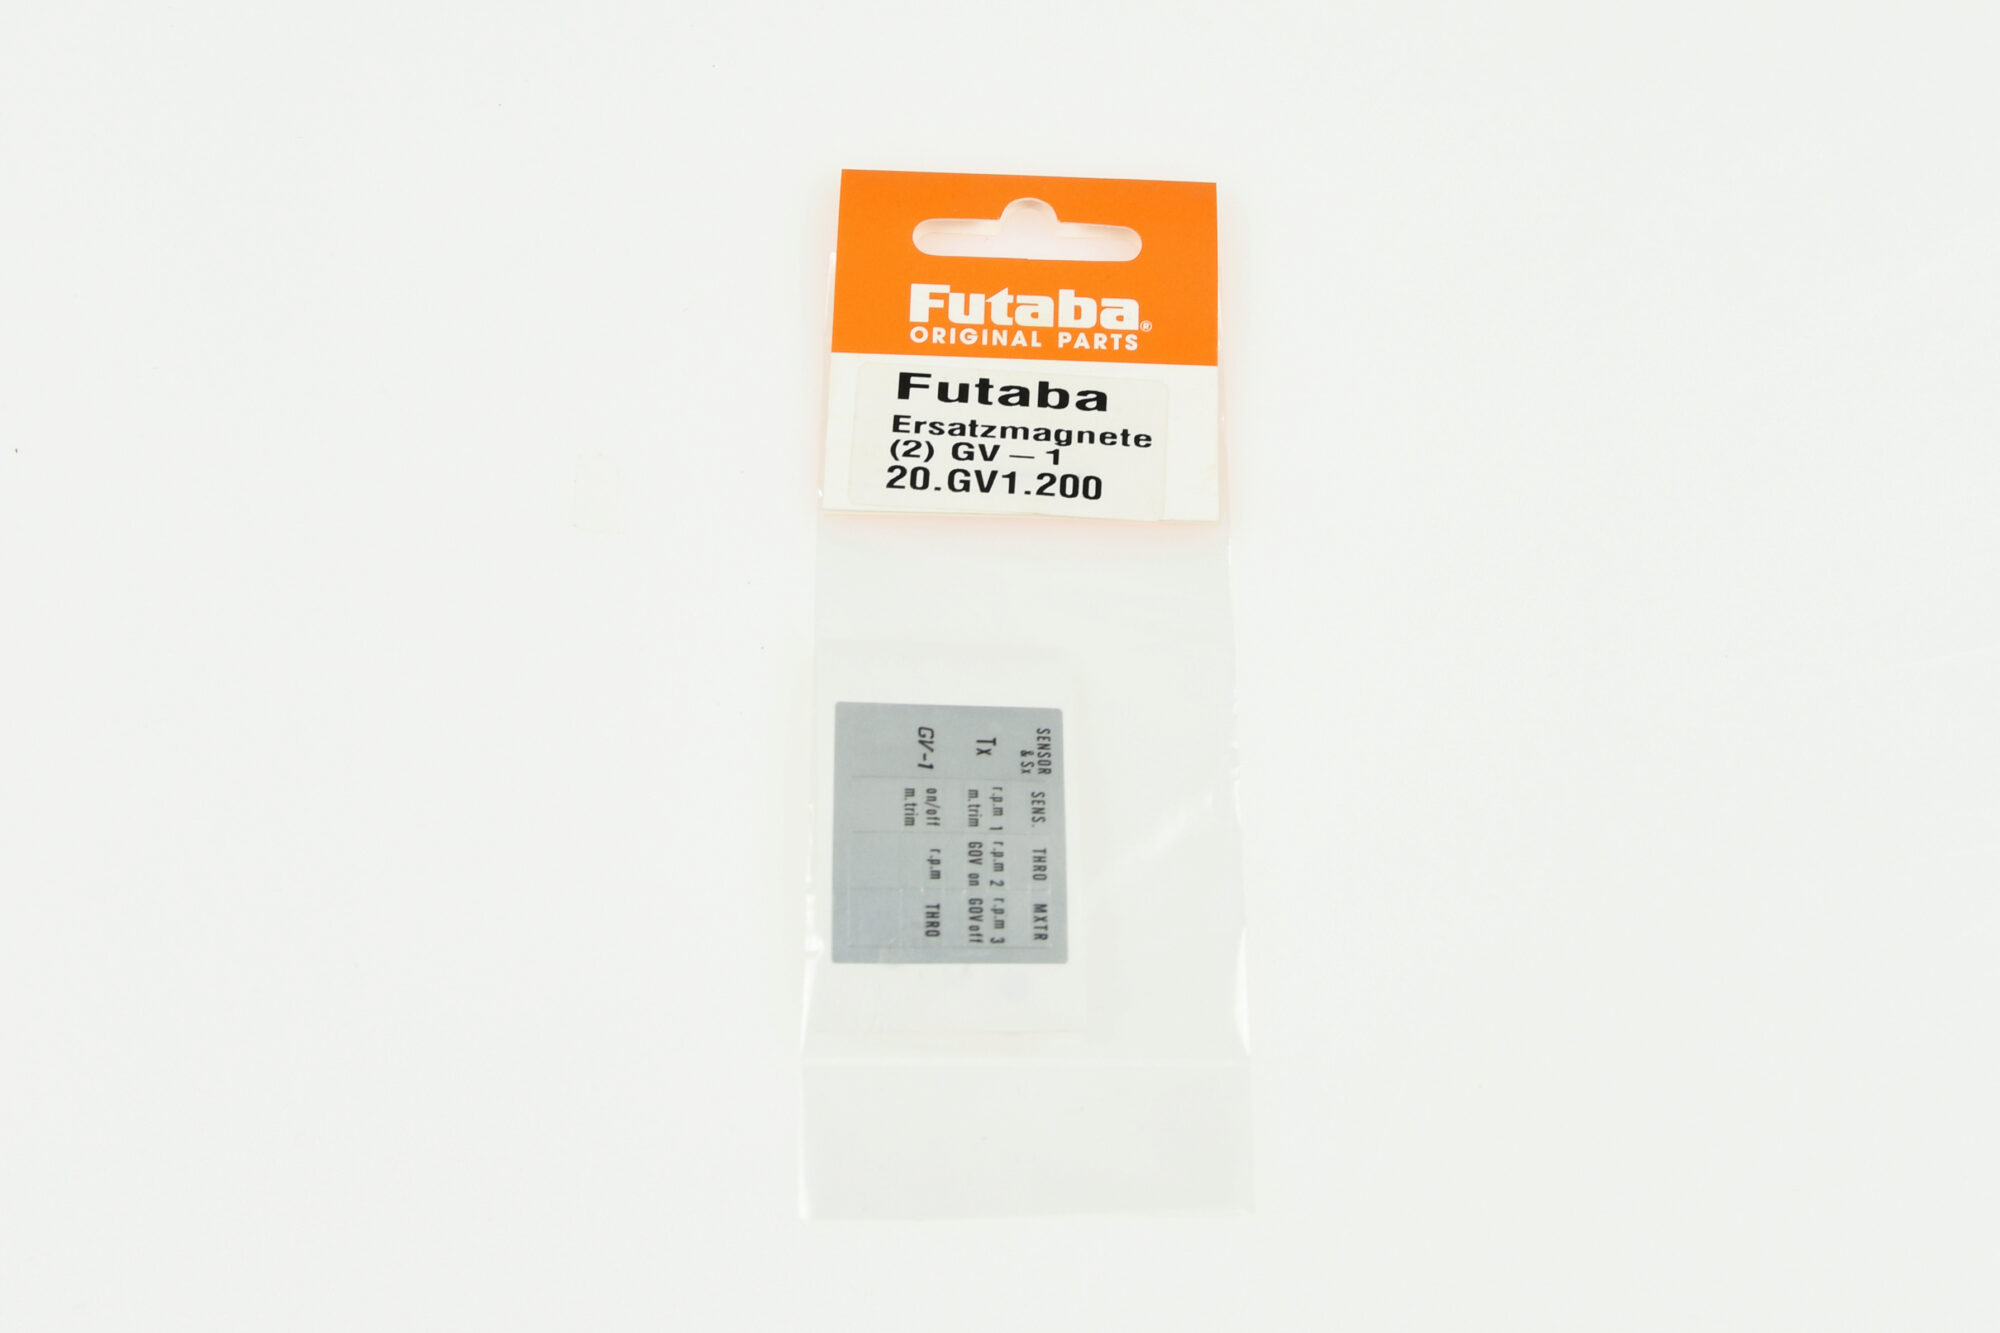 Futaba®
ORIGINAL PARTS
Futaba
Ersatzmagnete
(2) GV – 1
20.GV1.200
SENSOR & Sx SENS. THRO MXTR
Tx r.p.m 1 r.p.m 2 r.p.m 3
m.trim GOV on GOV off
GV-1 on/off r.p.m THRO
m.trim